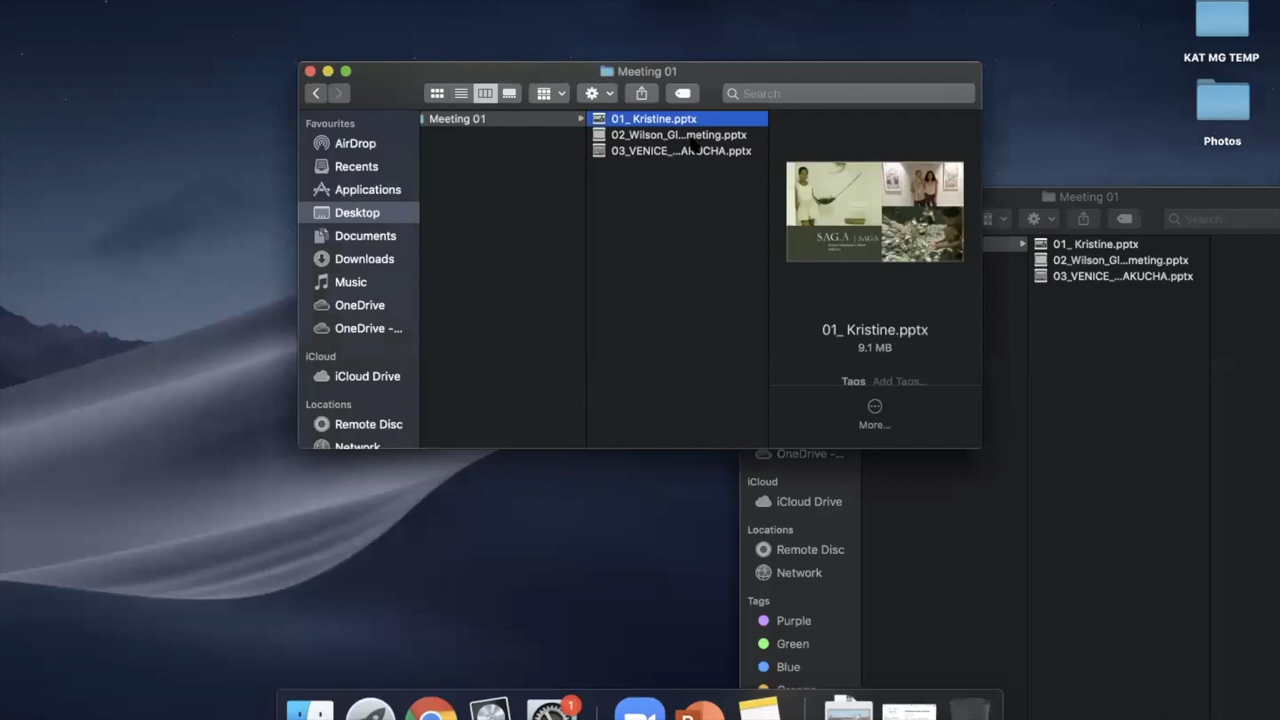 KAT MG TEMP
Photos
Meeting 01
Search
Favourites
AirDrop
Recents
Applications
Desktop
Documents
Downloads
Music
OneDrive
OneDrive -...
iCloud
iCloud Drive
Locations
Remote Disc
Network
Meeting 01
01_ Kristine.pptx
02_Wilson_Gl...meting.pptx
03_VENICE_...AKUCHA.pptx
SAGA | SAGA
01_ Kristine.pptx
9.1 MB
Tags Add Tags...
More...
Meeting 01
Search
01_ Kristine.pptx
02_Wilson_Gl...meting.pptx
03_VENICE_...AKUCHA.pptx
OneDrive -...
iCloud
iCloud Drive
Locations
Remote Disc
Network
Tags
Purple
Green
Blue
Orange
1